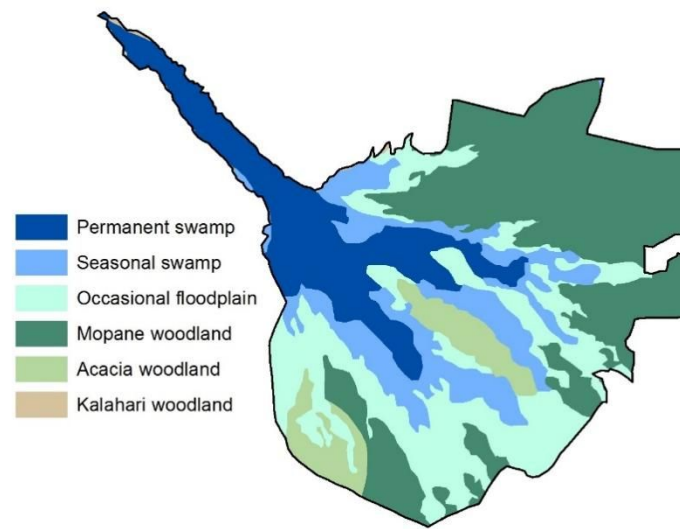 Permanent swamp
Seasonal swamp
Occasional floodplain
Mopane woodland
Acacia woodland
Kalahari woodland